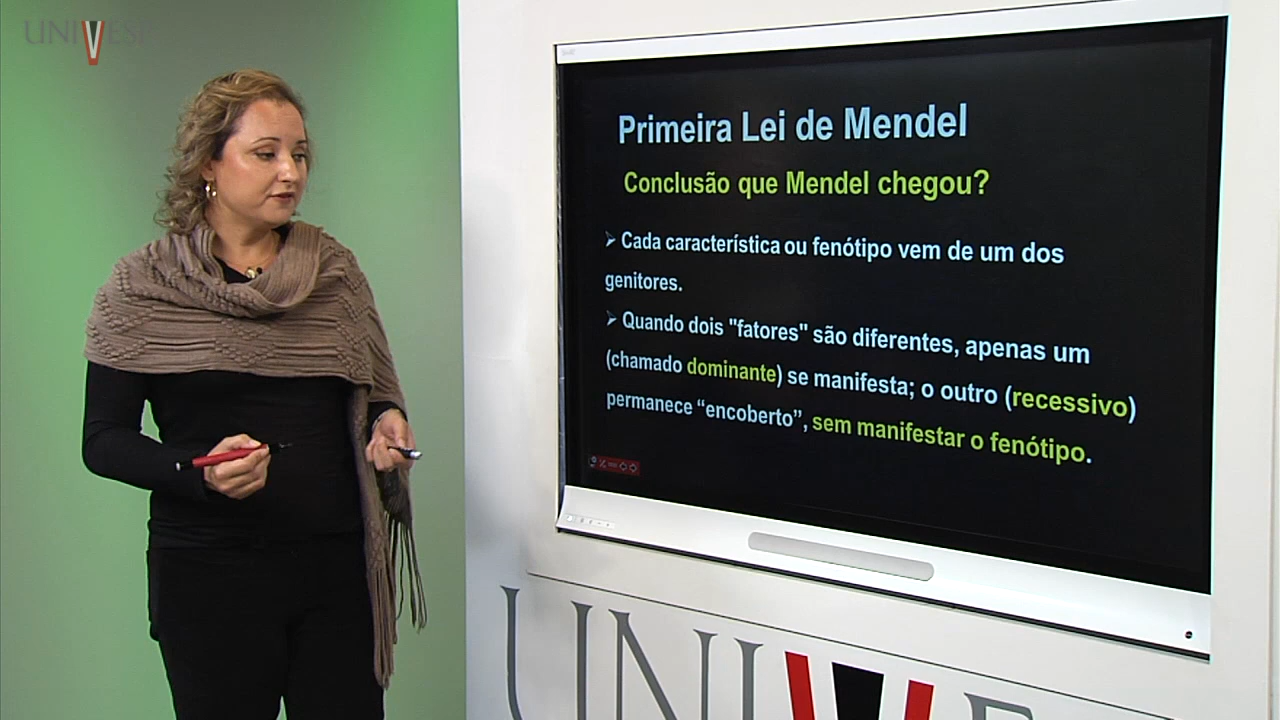 UNIVESP
Primeira Lei de Mendel
Conclusão que Mendel chegou?
➢ Cada característica ou fenótipo vem de um dos
genitores.
➢ Quando dois "fatores" são diferentes, apenas um
(chamado dominante) se manifesta; o outro (recessivo)
permanece “encoberto”, sem manifestar o fenótipo.
UNIVE